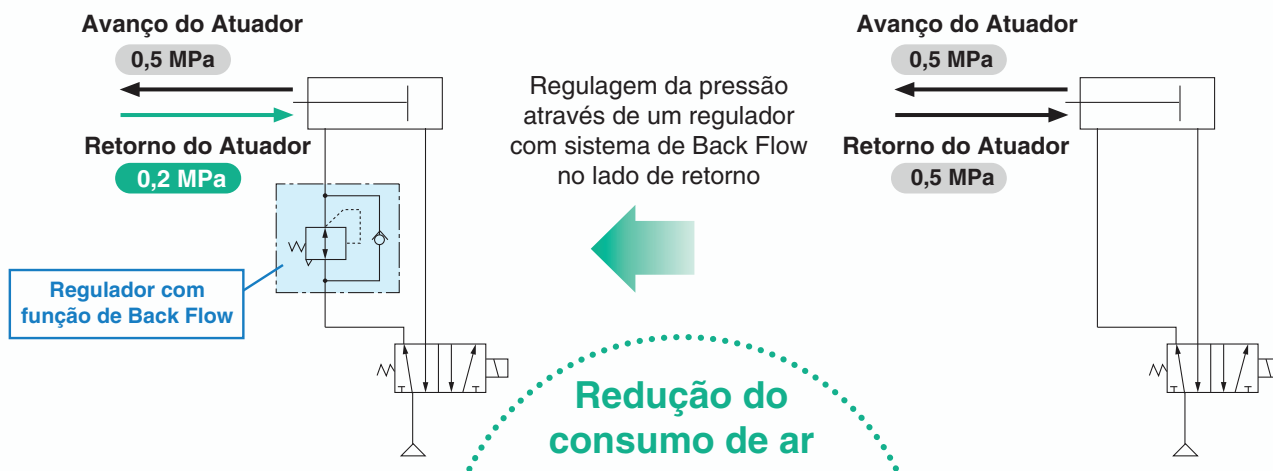 Avanço do Atuador
0,5 MPa
Retorno do Atuador
0,2 MPa
Regulador com
função de Back Flow
Regulagem da pressão
através de um regulador
com sistema de Back Flow
no lado de retorno
Avanço do Atuador
0,5 MPa
Retorno do Atuador
0,5 MPa
Redução do
consumo de ar